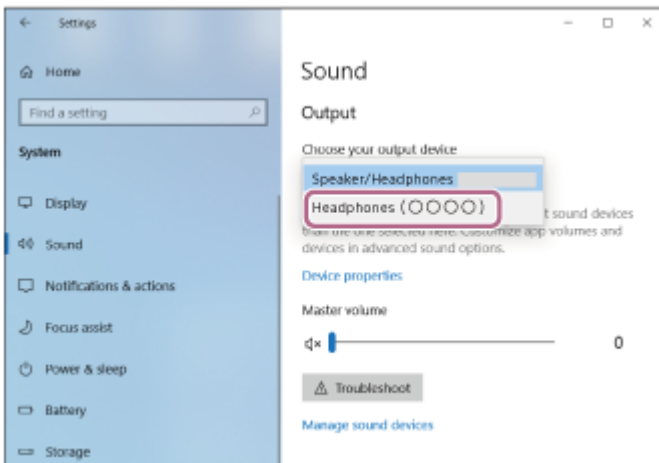 Settings
Home
Find a setting
System
Display
Sound
Notifications & actions
Focus assist
Power & sleep
Battery
Storage
Sound
Output
Choose your output device
Speaker/Headphones
Headphones (○○○○)
t sound devices
than the one selected here. Customize app volumes and
devices in advanced sound options.
Device properties
Master volume
0
Troubleshoot
Manage sound devices